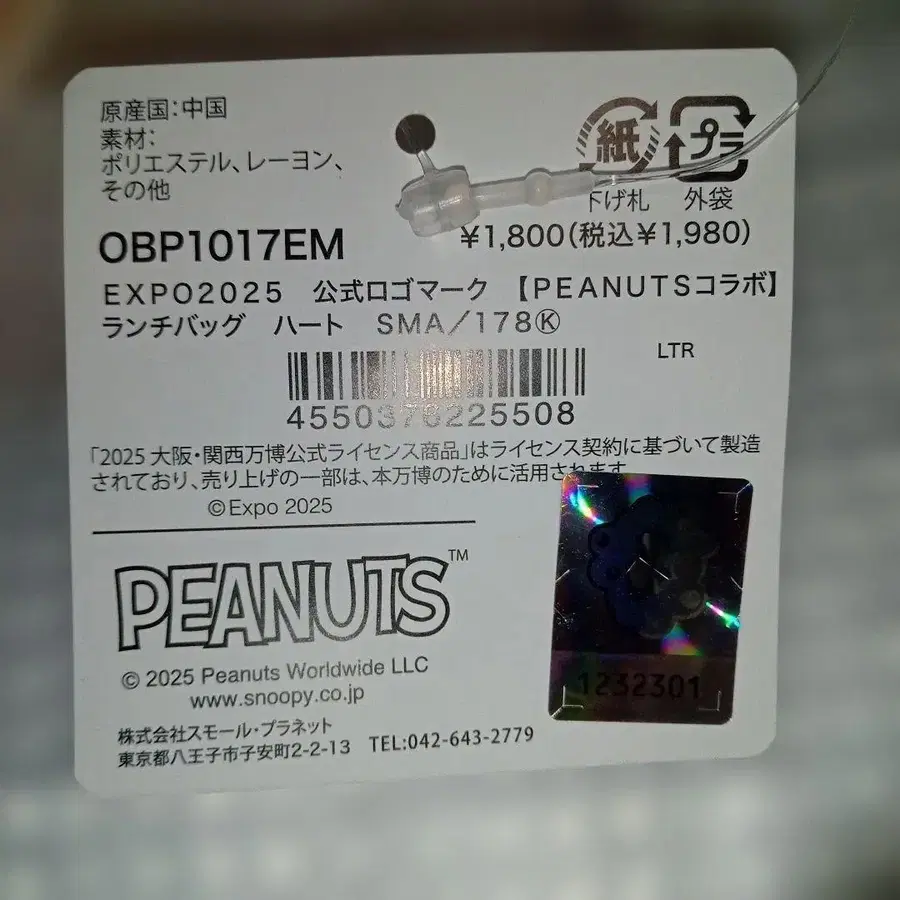 原産国:中国
素材:
ポリエステル、レーヨン、
その他
紙 プラ
下げ札 外袋
OBP1017EM
¥1,800(税込¥1,980)
EXPO2025 公式ロゴマーク 【PEANUTSコラボ】
ランチバッグ ハート SMA/178Ⓚ
LTR
4550376225508
「2025 大阪・関西万博公式ライセンス商品」はライセンス契約に基づいて製造
されており、売り上げの一部は、本万博のために活用されます。
©Expo 2025
PEANUTS™
© 2025 Peanuts Worldwide LLC
www.snoopy.co.jp
株式会社スモール・プラネット
東京都八王子市子安町2-2-13 TEL:042-643-2779
1232301